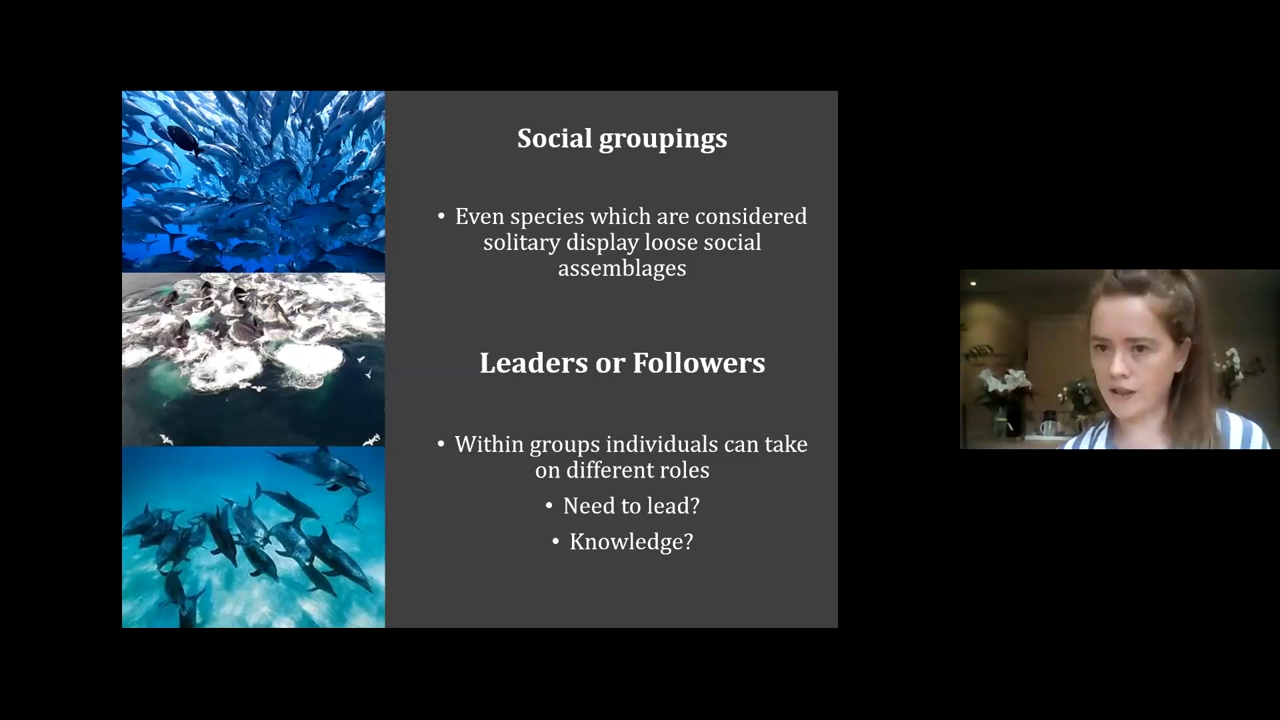 Social groupings
• Even species which are considered
solitary display loose social
assemblages
Leaders or Followers
• Within groups individuals can take
on different roles
• Need to lead?
• Knowledge?